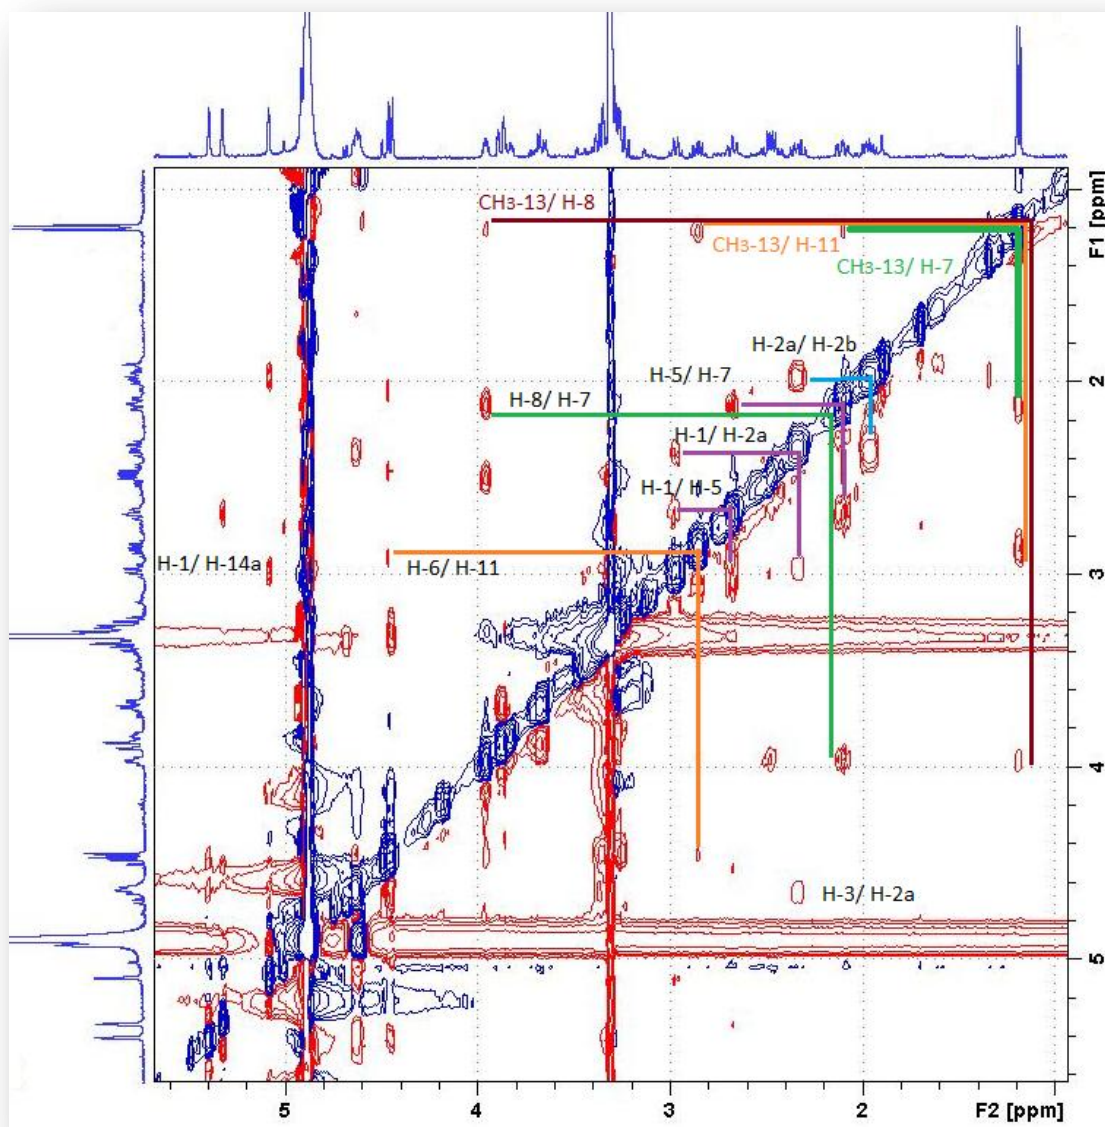 CH3-13/ H-8
CH3-13/ H-11
CH3-13/ H-7
H-2a/ H-2b
H-5/ H-7
H-8/ H-7
H-1/ H-2a
H-1/ H-5
H-1/ H-14a
H-6/ H-11
H-3/ H-2a
F1 [ppm]
2
3
4
5
5
4
3
2
F2 [ppm]